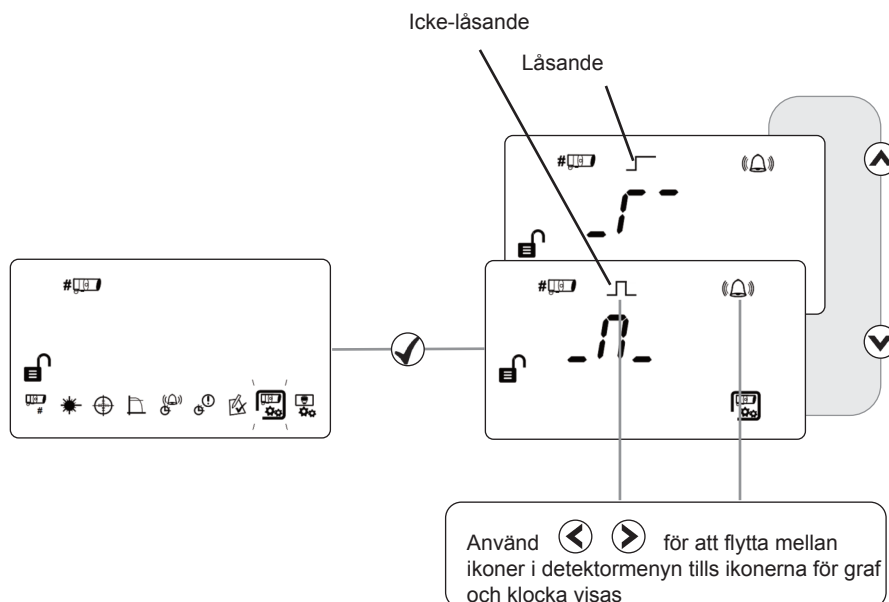 Icke-låsande
Låsande
#
#
#
#
Använd för att flytta mellan
ikoner i detektormenyn tills ikonerna för graf
och klocka visas